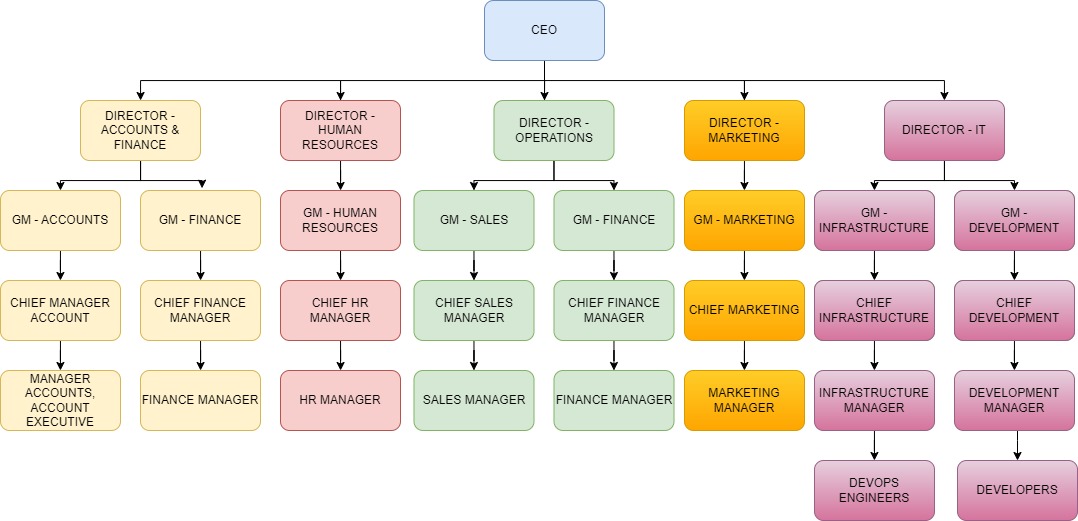 CEO
DIRECTOR -
ACCOUNTS &
FINANCE
DIRECTOR -
HUMAN
RESOURCES
DIRECTOR -
OPERATIONS
DIRECTOR -
MARKETING
DIRECTOR - IT
GM - ACCOUNTS
GM - FINANCE
GM - HUMAN
RESOURCES
GM - SALES
GM - FINANCE
GM - MARKETING
GM -
INFRASTRUCTURE
GM -
DEVELOPMENT
CHIEF MANAGER
ACCOUNT
CHIEF FINANCE
MANAGER
CHIEF HR
MANAGER
CHIEF SALES
MANAGER
CHIEF FINANCE
MANAGER
CHIEF MARKETING
CHIEF
INFRASTRUCTURE
CHIEF
DEVELOPMENT
MANAGER
ACCOUNTS,
ACCOUNT
EXECUTIVE
FINANCE MANAGER
HR MANAGER
SALES MANAGER
FINANCE MANAGER
MARKETING
MANAGER
INFRASTRUCTURE
MANAGER
DEVELOPMENT
MANAGER
DEVOPS
ENGINEERS
DEVELOPERS